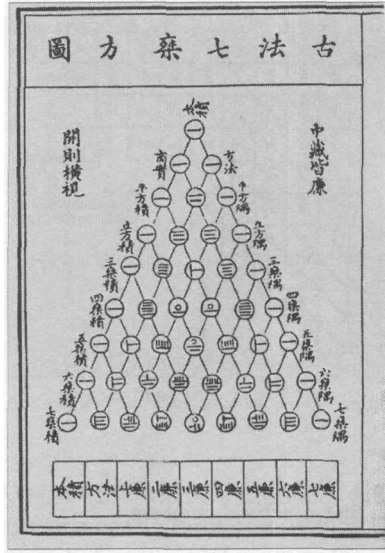 古法七乘方圖
中藏皆廉
開則橫視
本積
商實
方法
平方積
平方隅
立方積
立方隅
三乘積
三乘隅
四乘積
四乘隅
五乘積
五乘隅
六乘積
六乘隅
七乘積
七乘隅
本積
方法
上廉
二廉
三廉
四廉
五廉
六廉
七廉